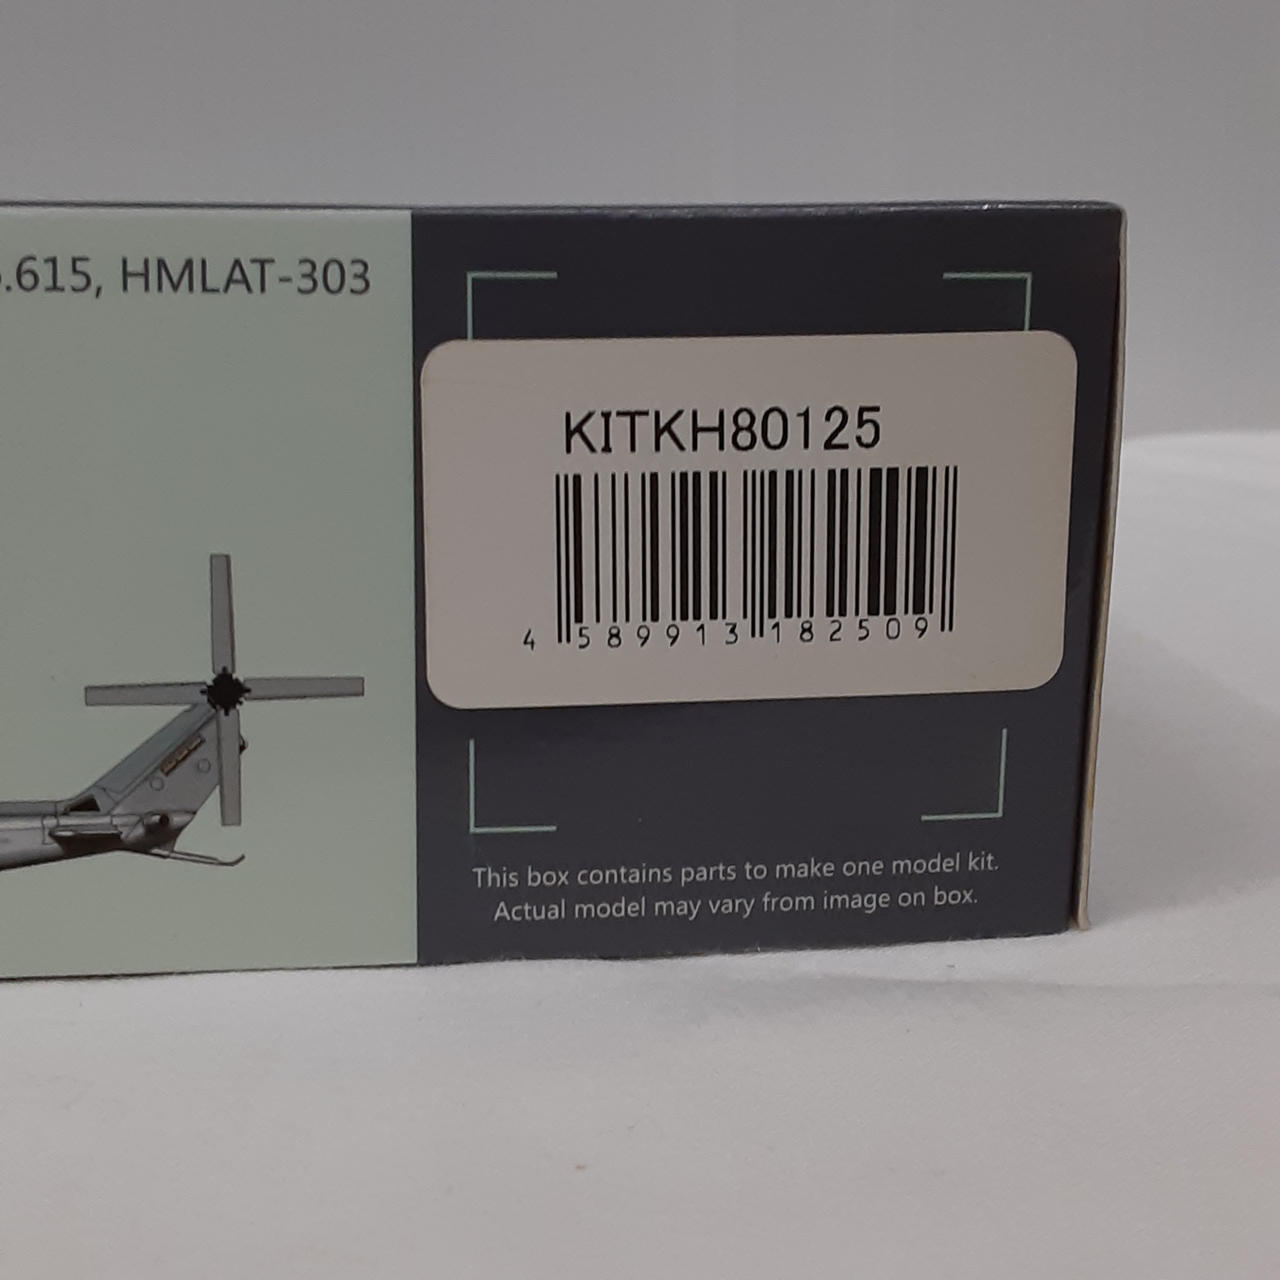 .615, HMLAT-303
KITKH80125
4 589913 182509
This box contains parts to make one model kit.
Actual model may vary from image on box.